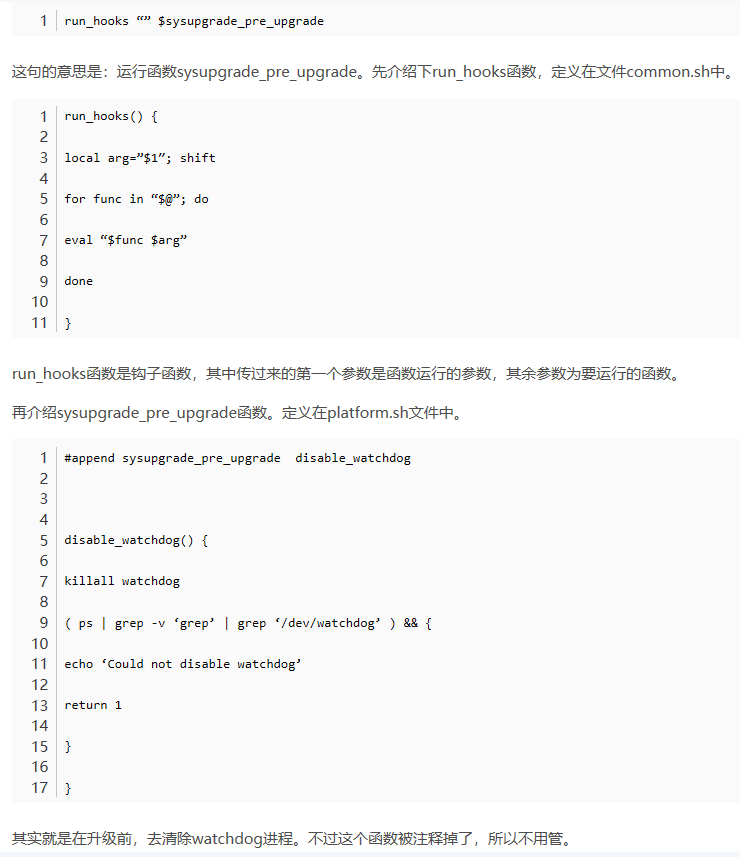 1 run_hooks “” $sysupgrade_pre_upgrade
这句的意思是：运行函数sysupgrade_pre_upgrade。先介绍下run_hooks函数，定义在文件common.sh中。
1 run_hooks() {
2
3 local arg=”$1”; shift
4
5 for func in “$@”; do
6
7 eval “$func $arg”
8
9 done
10
11 }
run_hooks函数是钩子函数，其中传过来的第一个参数是函数运行的参数，其余参数为要运行的函数。
再介绍sysupgrade_pre_upgrade函数。定义在platform.sh文件中。
1 #append sysupgrade_pre_upgrade  disable_watchdog
2
3
4
5 disable_watchdog() {
6
7 killall watchdog
8
9 ( ps | grep -v ‘grep’ | grep ‘/dev/watchdog’ ) && {
10
11 echo ‘Could not disable watchdog’
12
13 return 1
14
15 }
16
17 }
其实就是在升级前，去清除watchdog进程。不过这个函数被注释掉了，所以不用管。